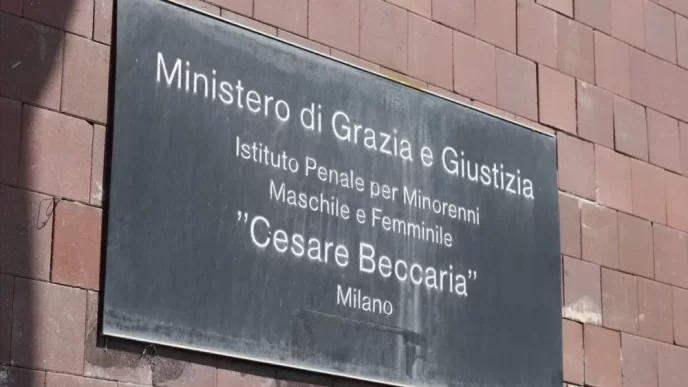 Ministero di Grazia e Giustizia
Istituto Penale per Minorenni
Maschile e Femminile
"Cesare Beccaria"
Milano